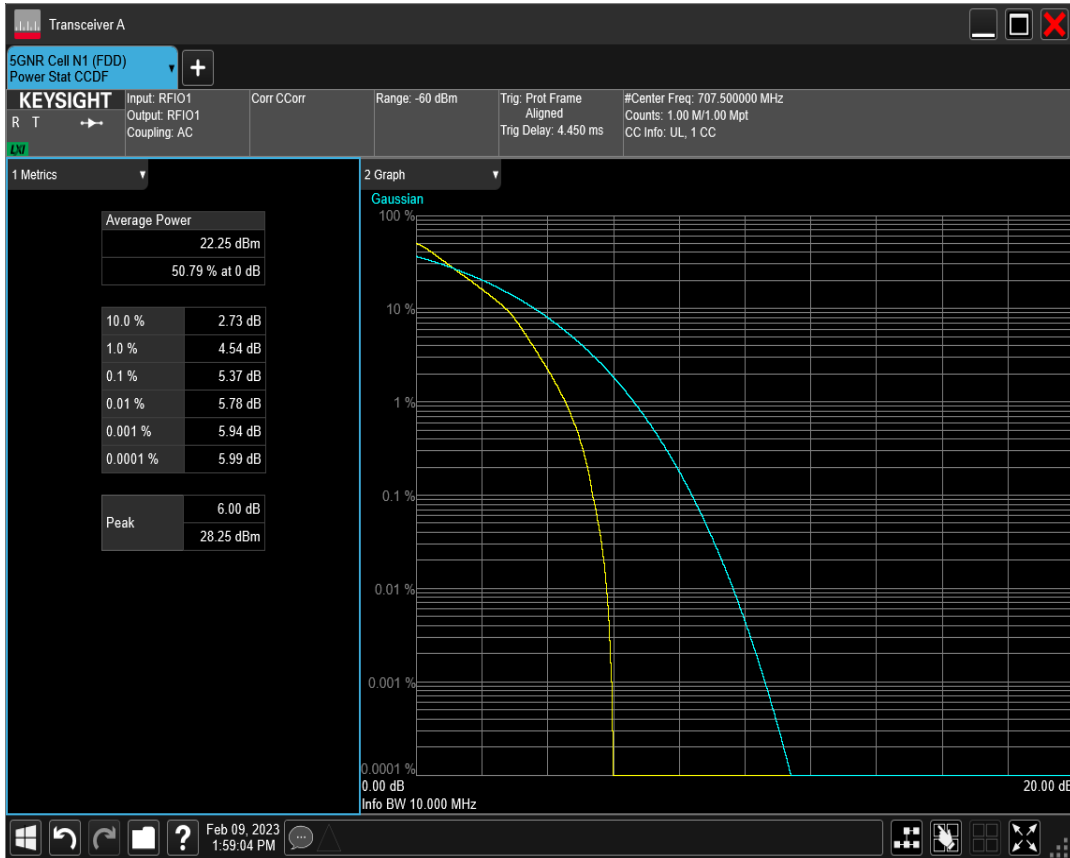 Transceiver A
5GNR Cell N1 (FDD)
Power Stat CCDF
+
KEYSIGHT
R T
LXI
Input: RFIO1
Output: RFIO1
Coupling: AC
Corr CCorr
Range: -60 dBm
Trig: Prot Frame
Aligned
Trig Delay: 4.450 ms
#Center Freq: 707.500000 MHz
Counts: 1.00 M/1.00 Mpt
CC Info: UL, 1 CC
1 Metrics
Average Power
22.25 dBm
50.79 % at 0 dB
10.0 % 2.73 dB
1.0 % 4.54 dB
0.1 % 5.37 dB
0.01 % 5.78 dB
0.001 % 5.94 dB
0.0001 % 5.99 dB
Peak 6.00 dB
28.25 dBm
2 Graph
Gaussian
100 %
10 %
1 %
0.1 %
0.01 %
0.001 %
0.0001 %
0.00 dB 20.00 dB
Info BW 10.000 MHz
?
Feb 09, 2023
1:59:04 PM